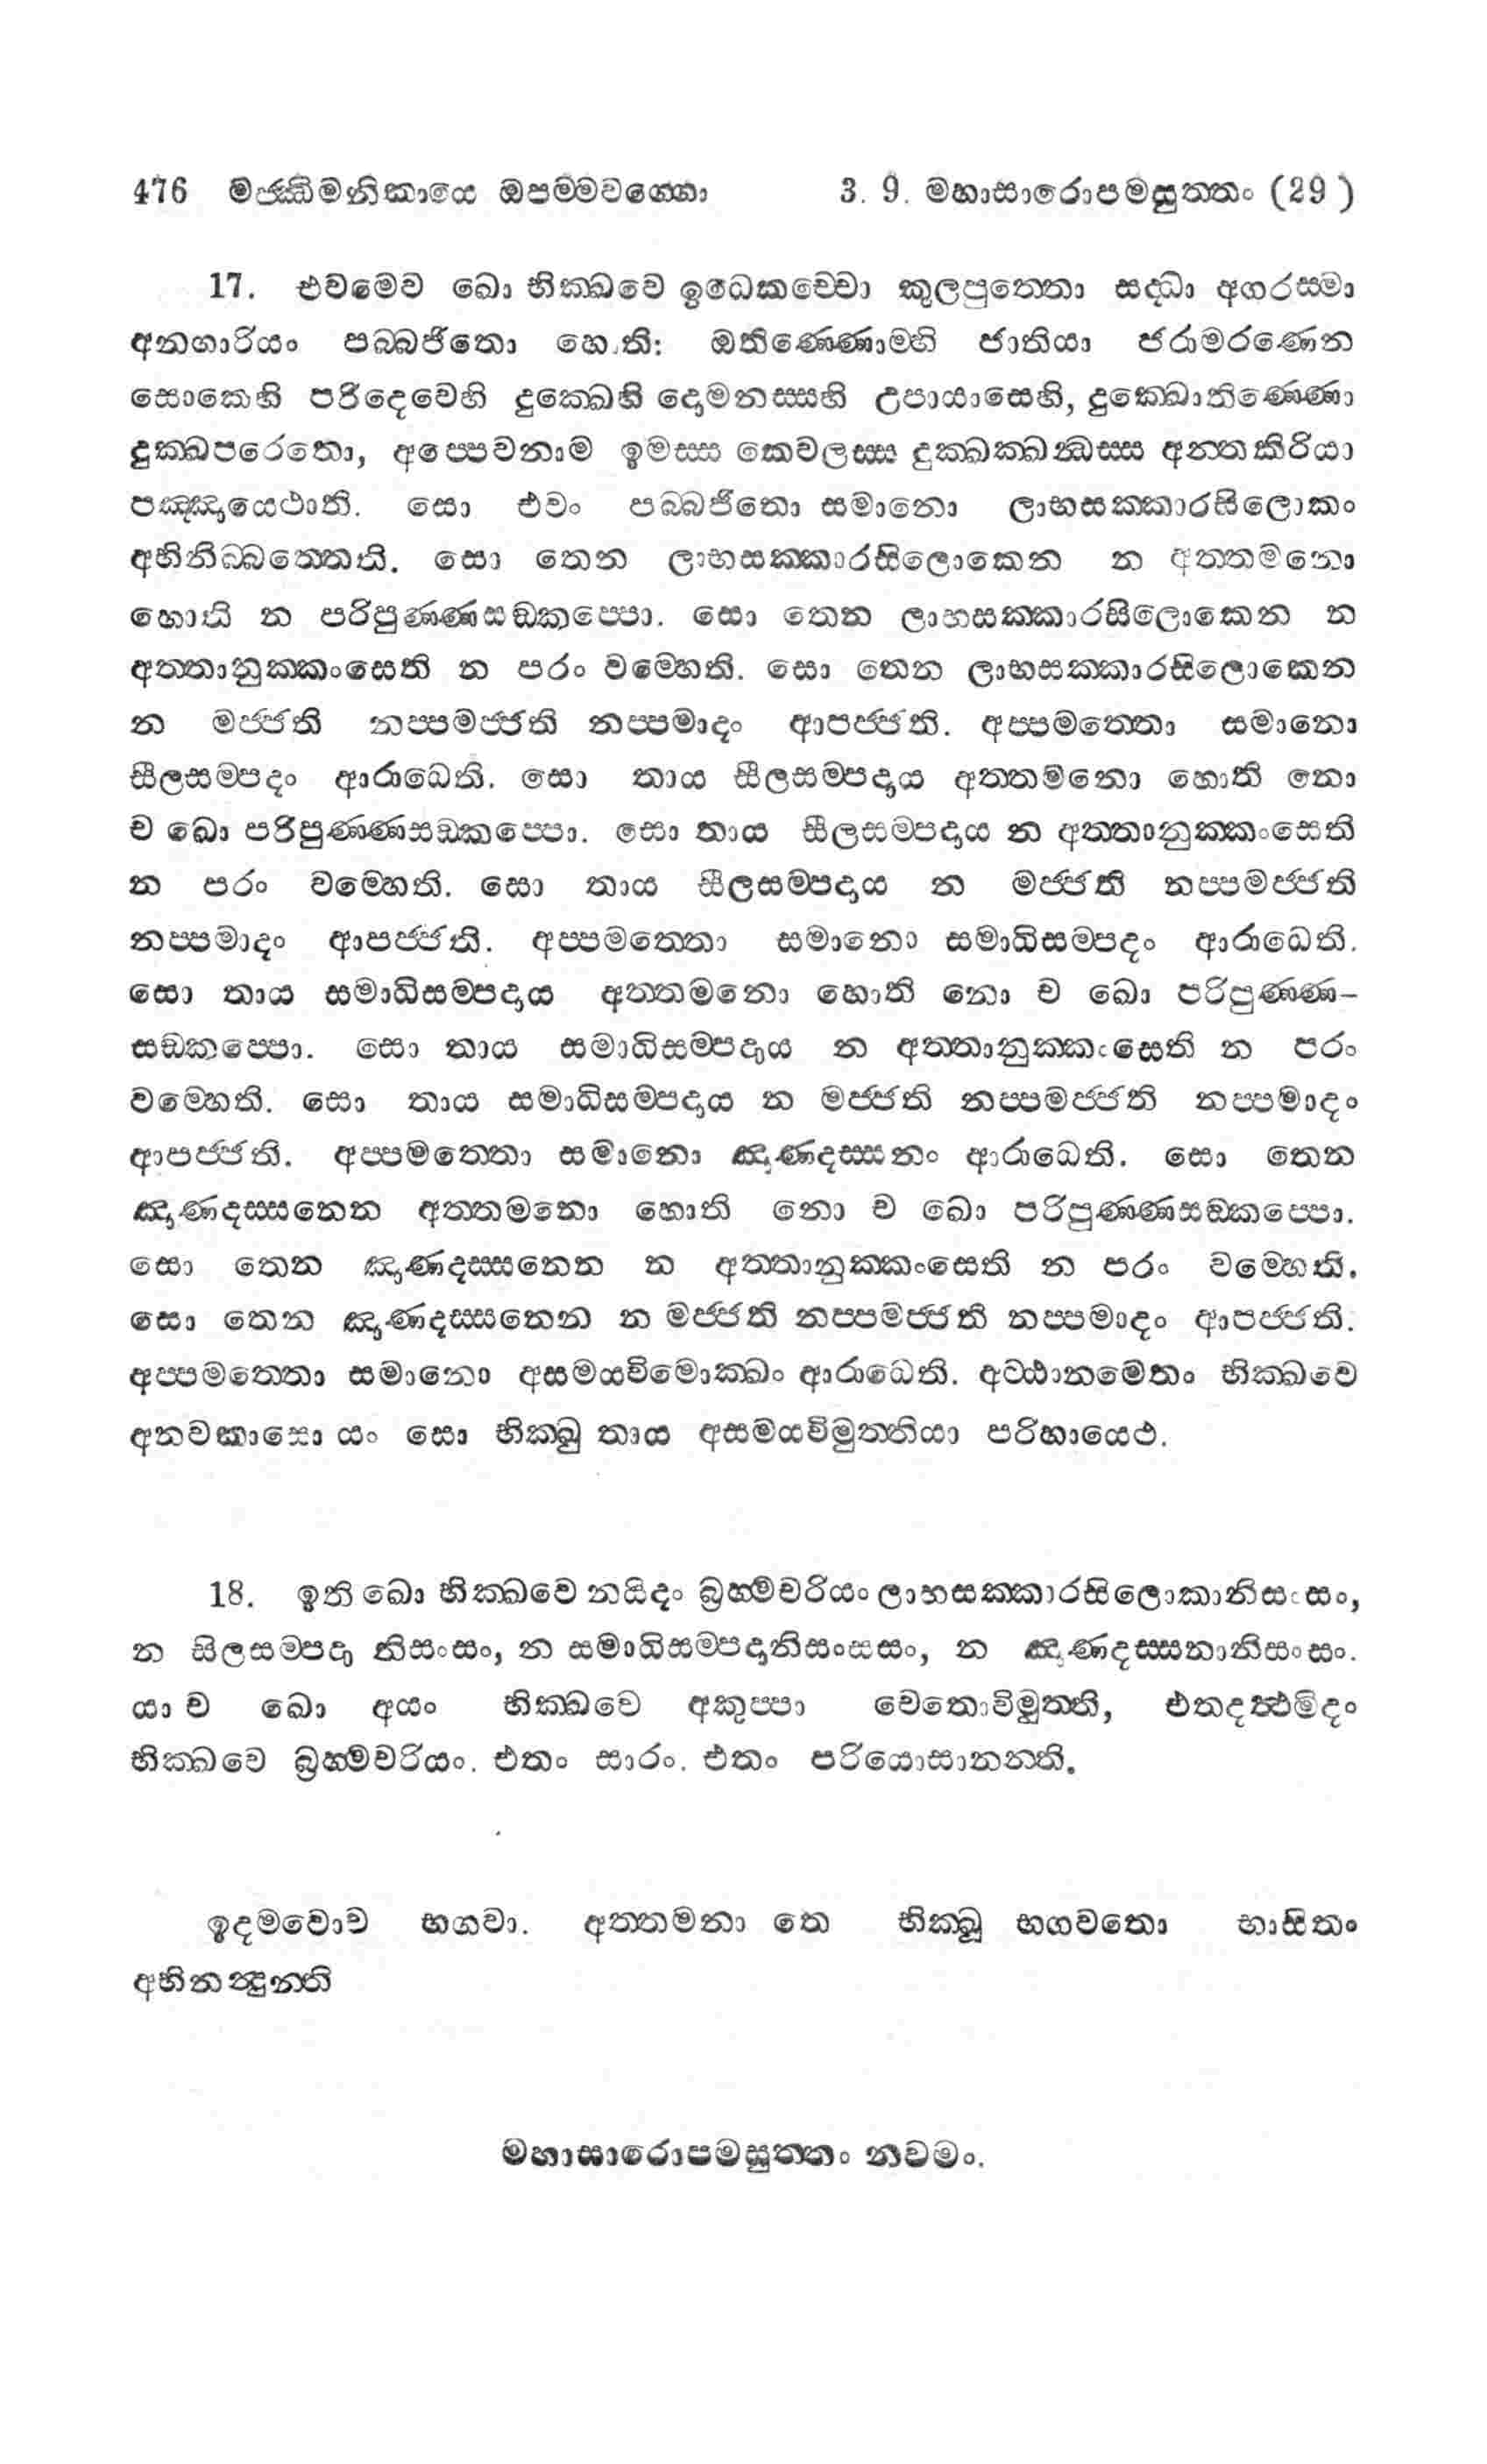 476 මජ්ඣිමනිකායෙ ඔපම්මවග්ගො 3. 9. මහාසාරොපමසුත්තං (29)
17. එවමෙව ඛො භික්ඛවෙ ඉධෙකච්චො කුලපුත්තො සද්ධා අගරස්මා
අනගාරියං පබ්බජිතො හොති: ඔතිණ්ණොම්හි ජාතියා ජරාමරණෙන
සොකෙහි පරිදෙවෙහි දුක්ඛෙහි දොමනස්සහි උපායාසෙහි, දුක්ඛොතිණ්ණො
දුක්ඛපරෙතො, අප්පෙවනාම ඉමස්ස කෙවලස්ස දුක්ඛක්ඛන්ධස්ස අන්තකිරියා
පඤ්ඤායෙථාති. සො එවං පබ්බජිතො සමානො ලාභසක්කාරසිලොකං
අභිනිබ්බත්තෙති. සො තෙන ලාභසක්කාරසිලොකෙන න අත්තමනො
හොති න පරිපුණ්ණසඞ්කප්පො. සො තෙන ලාභසක්කාරසිලොකෙන න
අත්තානුක්කංසෙති න පරං වම්හෙති. සො තෙන ලාභසක්කාරසිලොකෙන
න මජ්ජති නප්පමජ්ජති නප්පමාදං ආපජ්ජති. අප්පමත්තො සමානො
සීලසම්පදං ආරාධෙති. සො තාය සීලසම්පදාය අත්තමනො හොති නො
ච ඛො පරිපුණ්ණසඞ්කප්පො. සො තාය සීලසම්පදාය න අත්තානුක්කංසෙති
න පරං වම්හෙති. සො තාය සීලසම්පදාය න මජ්ජති නප්පමජ්ජති
නප්පමාදං ආපජ්ජති. අප්පමත්තො සමානො සමාධිසම්පදං ආරාධෙති.
සො තාය සමාධිසම්පදාය අත්තමනො හොති නො ච ඛො පරිපුණ්ණ–
සඞ්කප්පො. සො තාය සමාධිසම්පදාය න අත්තානුක්කංසෙති න පරං
වම්හෙති. සො තාය සමාධිසම්පදාය න මජ්ජති නප්පමජ්ජති නප්පමාදං
ආපජ්ජති. අප්පමත්තො සමානො ඤාණදස්සනං ආරාධෙති. සො තෙන
ඤාණදස්සනෙන අත්තමනො හොති නො ච ඛො පරිපුණ්ණසඞ්කප්පො.
සො තෙන ඤාණදස්සනෙන න අත්තානුක්කංසෙති න පරං වම්හෙති.
සො තෙන ඤාණදස්සනෙන න මජ්ජති නප්පමජ්ජති නප්පමාදං ආපජ්ජති.
අප්පමත්තො සමානො අසමයවිමොක්ඛං ආරාධෙති. අට්ඨානමෙතං භික්ඛවෙ
අනවකාසො යං සො භික්ඛු තාය අසමයවිමුත්තියා පරිහායෙථ.
18. ඉති ඛො භික්ඛවෙ නයිදං බ්‍රහ්මචරියං ලාභසක්කාරසිලොකානිසංසං,
න සිලසම්පදා නිසංසං, න සමාධිසම්පදානිසංසසං, න ඤාණදස්සනානිසංසං.
යා ච ඛො අයං භික්ඛවෙ අකුප්පා චෙතොවිමුත්ති, එතදත්ථමිදං
භික්ඛවෙ බ්‍රහ්මචරියං. එතං සාරං. එතං පරියොසානන්ති.
ඉදමවොච භගවා. අත්තමනා තෙ භික්ඛූ භගවතො භාසිතං
අභිනන්දුන්ති
මහාසාරොපමසුත්තං නවමං.